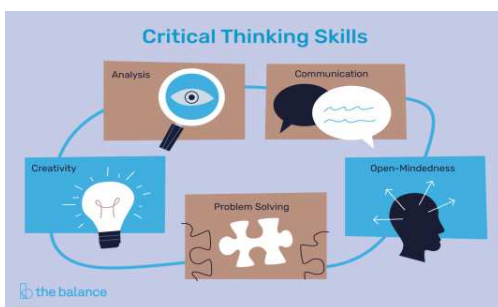 Critical Thinking Skills
Analysis
Communication
Creativity
Open-Mindedness
Problem Solving
the balance